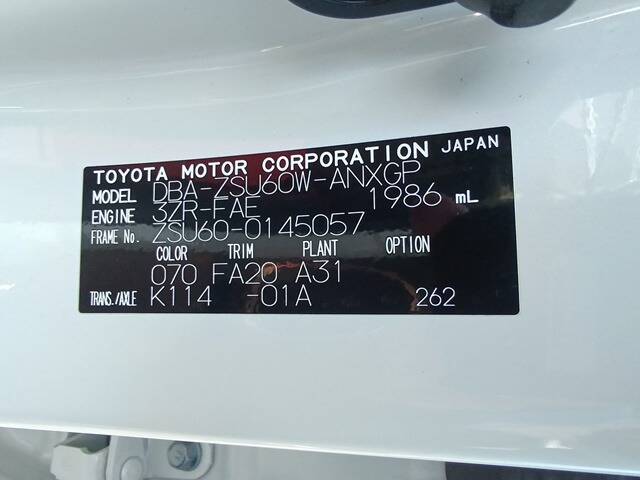 TOYOTA MOTOR CORPORATION JAPAN
MODEL DBA-ZSU60W-ANXGP
ENGINE 3ZR-FAE 1986 mL
FRAME No. ZSU60-0145057
COLOR TRIM PLANT OPTION
070 FA20 A31
TRANS./AXLE K114 -01A 262